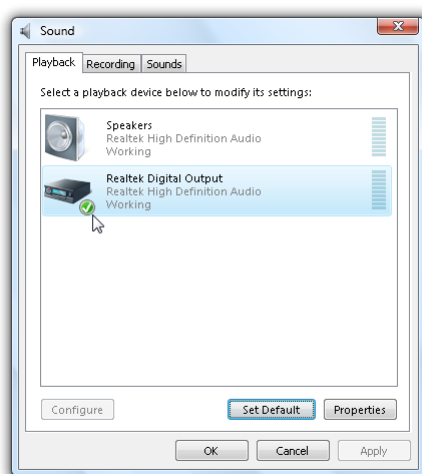 Sound
Playback Recording Sounds
Select a playback device below to modify its settings:
Speakers
Realtek High Definition Audio
Working
Realtek Digital Output
Realtek High Definition Audio
Working
Configure Set Default Properties
OK Cancel Apply